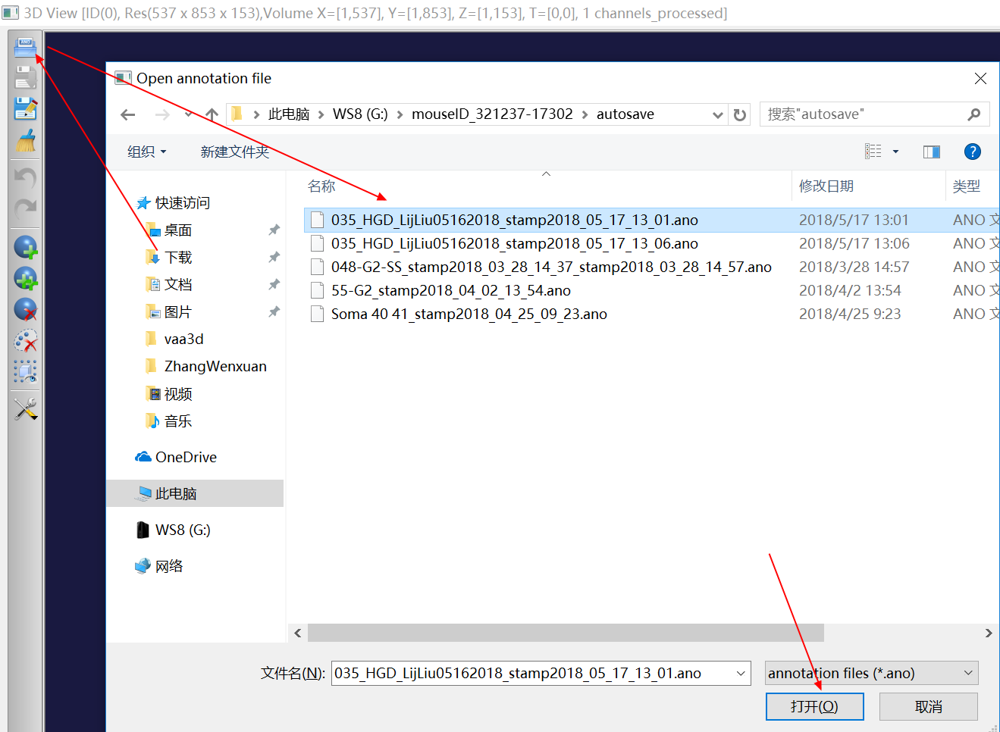 3D View [ID(0), Res(537 x 853 x 153),Volume X=[1,537], Y=[1,853], Z=[1,153], T=[0,0], 1 channels_processed]
ANO
Open annotation file
此电脑 > WS8 (G:) > mouseID_321237-17302 > autosave
搜索"autosave"
组织
新建文件夹
?
名称
修改日期
类型
快速访问
桌面
下载
文档
图片
vaa3d
ZhangWenxuan
视频
音乐
OneDrive
此电脑
WS8 (G:)
网络
035_HGD_LijLiu05162018_stamp2018_05_17_13_01.ano 2018/5/17 13:01 ANO 文
035_HGD_LijLiu05162018_stamp2018_05_17_13_06.ano 2018/5/17 13:06 ANO 文
048-G2-SS_stamp2018_03_28_14_37_stamp2018_03_28_14_57.ano 2018/3/28 14:57 ANO 文
55-G2_stamp2018_04_02_13_54.ano 2018/4/2 13:54 ANO 文
Soma 40 41_stamp2018_04_25_09_23.ano 2018/4/25 9:23 ANO 文
文件名(N): 035_HGD_LijLiu05162018_stamp2018_05_17_13_01.ano
annotation files (*.ano)
打开(O)
取消